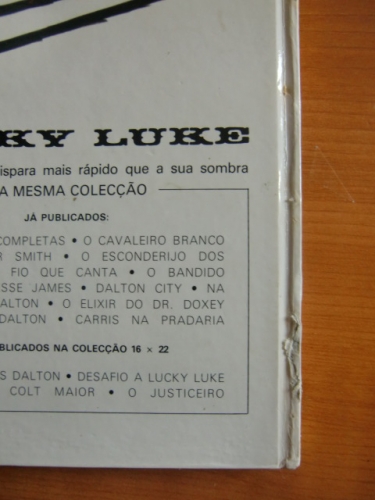 KY LUKE
ispara mais rápido que a sua sombra
A MESMA COLECÇÃO
JÁ PUBLICADOS:
COMPLETAS • O CAVALEIRO BRANCO
R SMITH • O ESCONDERIJO DOS
FIO QUE CANTA • O BANDIDO
SSE JAMES • DALTON CITY • NA
ALTON • O ELIXIR DO DR. DOXEY
DALTON • CARRIS NA PRADARIA
BLICADOS NA COLECÇÃO 16 × 22
S DALTON • DESAFIO A LUCKY LUKE
COLT MAIOR • O JUSTICEIRO